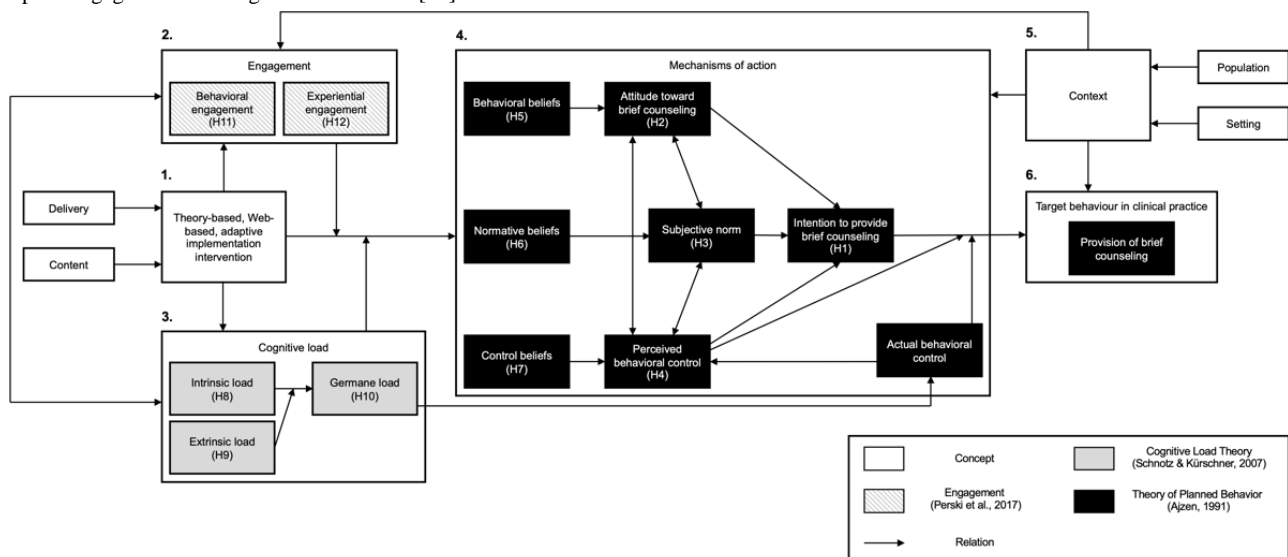 2.
Engagement
Behavioral
engagement
(H11)
Experiential
engagement
(H12)
1.
Theory-based, Web-
based, adaptive
implementation
intervention
Delivery
Content
3.
Cognitive load
Intrinsic load
(H8)
Germane load
(H10)
Extrinsic load
(H9)
4.
Mechanisms of action
Behavioral beliefs
(H5)
Attitude toward
brief counseling
(H2)
Normative beliefs
(H6)
Subjective norm
(H3)
Intention to provide
brief counseling
(H1)
Control beliefs
(H7)
Perceived
behavioral control
(H4)
Actual behavioral
control
5.
Context
Population
Setting
6.
Target behaviour in clinical practice
Provision of brief
counseling
Concept
Cognitive Load Theory
(Schnotz & Kürschner, 2007)
Engagement
(Perski et al., 2017)
Theory of Planned Behavior
(Ajzen, 1991)
Relation